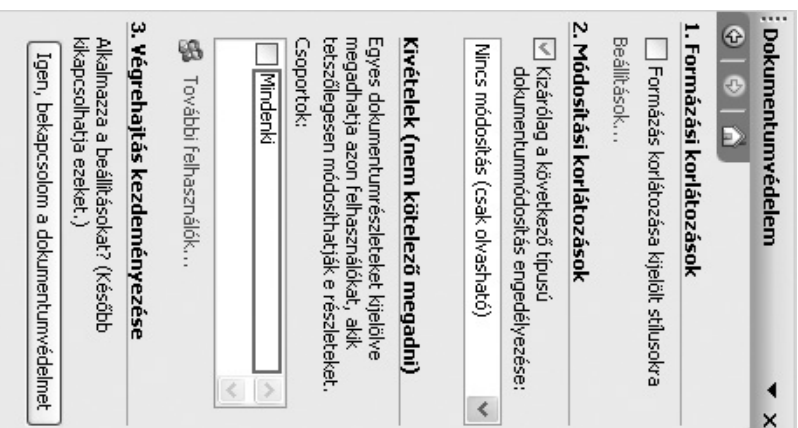 Dokumentumvédelem
1. Formázási korlátozások
Formázás korlátozása kijelölt stílusokra
Beállítások...
2. Módosítási korlátozások
Kizárólag a következő típusú
dokumentummódosítás engedélyezése:
Nincs módosítás (csak olvasható)
Kivételek (nem kötelező megadni)
Egyes dokumentumrészleteket kijelölve
megadhatja azon felhasználókat, akik
tetszőlegesen módosíthatják e részleteket.
Csoportok:
Mindenki
További felhasználók...
3. Végrehajtás kezdeményezése
Alkalmazza a beállításokat? (Később
kikapcsolhatja ezeket.)
Igen, bekapcsolom a dokumentumvédelmet